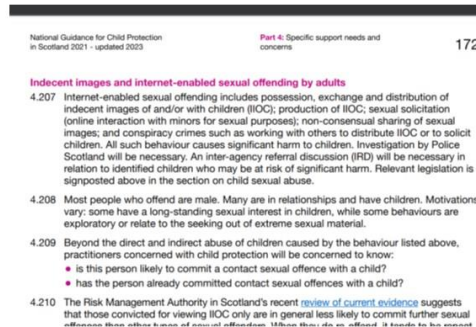 National Guidance for Child Protection
in Scotland 2021 - updated 2023
Part 4: Specific support needs and
concerns
172
Indecent images and internet-enabled sexual offending by adults
4.207 Internet-enabled sexual offending includes possession, exchange and distribution of
indecent images of and/or with children (IIOC); production of IIOC; sexual solicitation
(online interaction with minors for sexual purposes); non-consensual sharing of sexual
images; and conspiracy crimes such as working with others to distribute IIOC or to solicit
children. All such behaviour causes significant harm to children. Investigation by Police
Scotland will be necessary. An inter-agency referral discussion (IRD) will be necessary in
relation to identified children who may be at risk of significant harm. Relevant legislation is
signposted above in the section on child sexual abuse.
4.208 Most people who offend are male. Many are in relationships and have children. Motivations
vary: some have a long-standing sexual interest in children, while some behaviours are
exploratory or relate to the seeking out of extreme sexual material.
4.209 Beyond the direct and indirect abuse of children caused by the behaviour listed above,
practitioners concerned with child protection will be concerned to know:
• is this person likely to commit a contact sexual offence with a child?
• has the person already committed contact sexual offences with a child?
4.210 The Risk Management Authority in Scotland's recent review of current evidence suggests
that those convicted for viewing IIOC only are in general less likely to commit further sexual